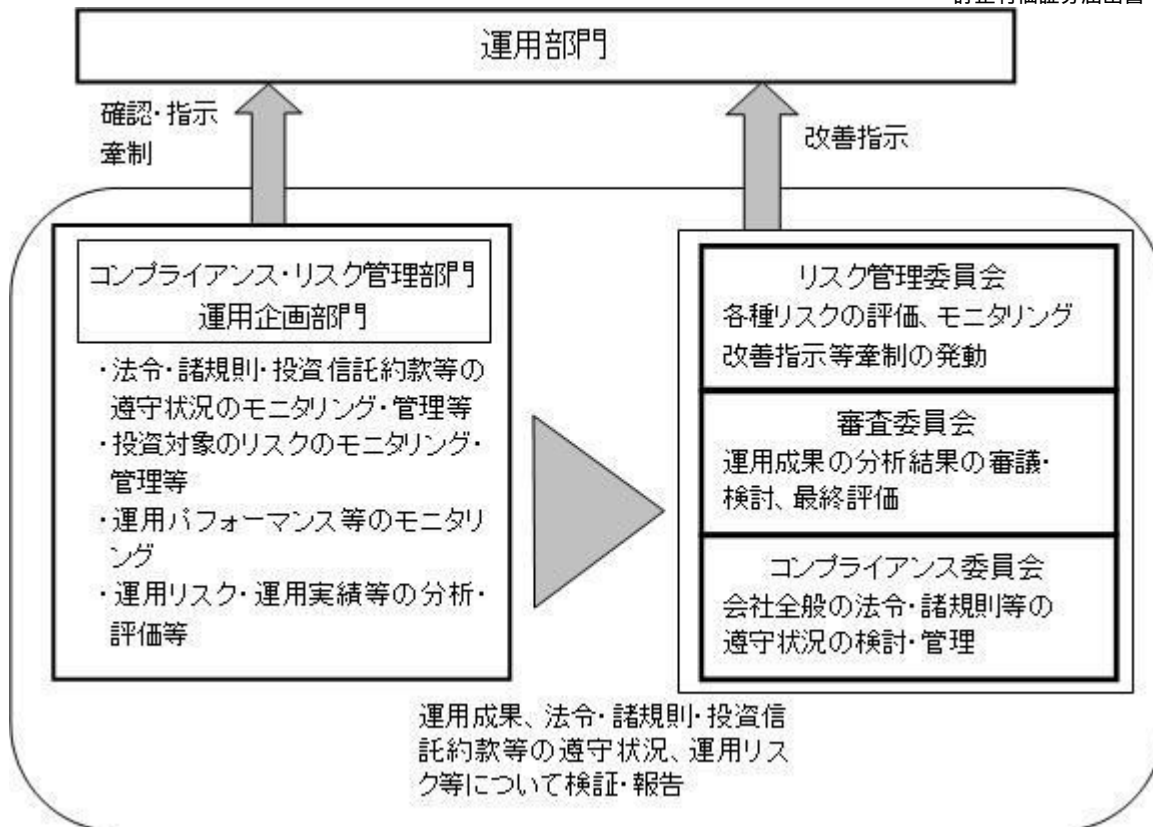 運用部門
確認・指示
牽制
改善指示
コンプライアンス・リスク管理部門
運用企画部門
・法令・諸規則・投資信託約款等の
遵守状況のモニタリング・管理等
・投資対象のリスクのモニタリング・
管理等
・運用パフォーマンス等のモニタリ
ング
・運用リスク・運用実績等の分析・
評価等
リスク管理委員会
各種リスクの評価、モニタリング
改善指示等牽制の発動
審査委員会
運用成果の分析結果の審議・
検討、最終評価
コンプライアンス委員会
会社全般の法令・諸規則等の
遵守状況の検討・管理
運用成果、法令・諸規則・投資信
託約款等の遵守状況、運用リス
ク等について検証・報告